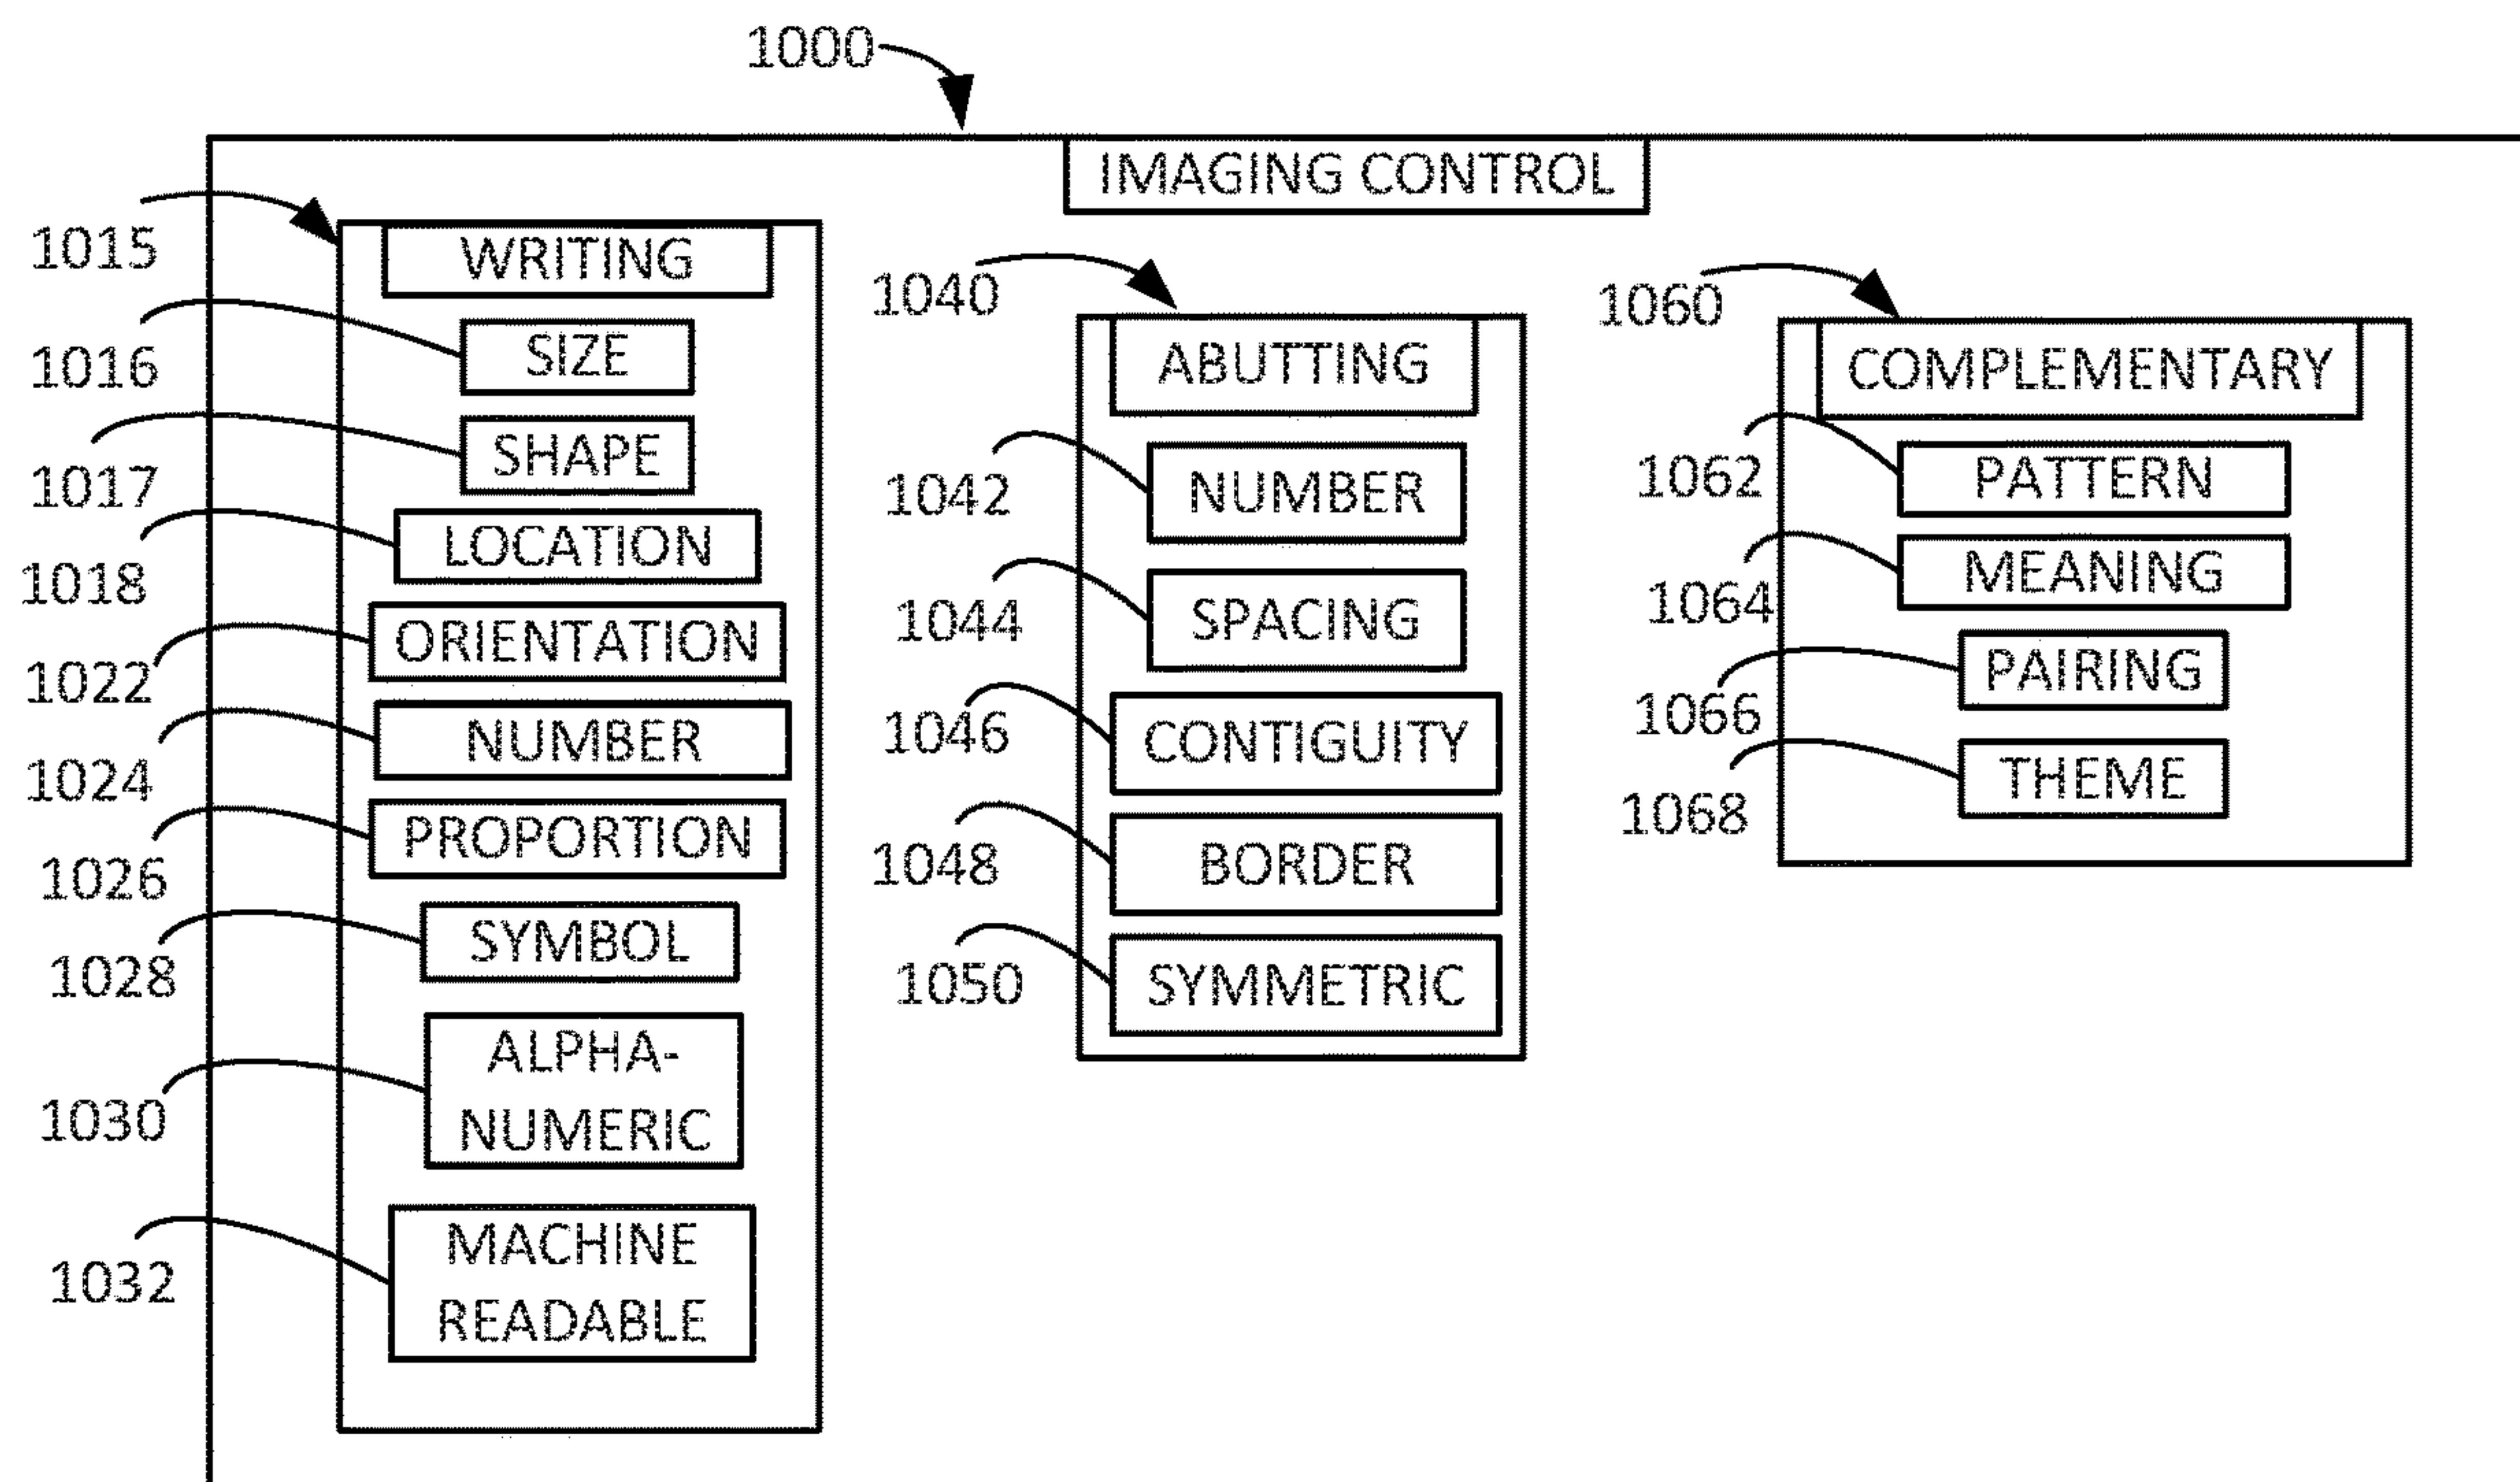 1000
IMAGING CONTROL
1015
WRITING
1016
SIZE
1017
SHAPE
1018
LOCATION
1022
ORIENTATION
1024
NUMBER
1026
PROPORTION
1028
SYMBOL
1030
ALPHA-
NUMERIC
1032
MACHINE
READABLE
1040
ABUTTING
1042
NUMBER
1044
SPACING
1046
CONTIGUITY
1048
BORDER
1050
SYMMETRIC
1060
COMPLEMENTARY
1062
PATTERN
1064
MEANING
1066
PAIRING
1068
THEME